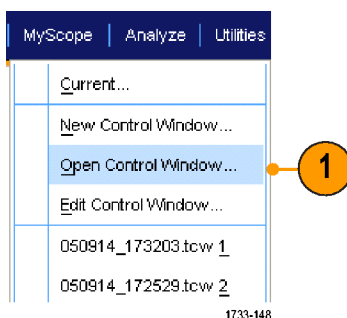 MyScope | Analyze | Utilities
Current...
New Control Window...
Open Control Window...
1
Edit Control Window...
050914_173203.tcw 1
050914_172529.tcw 2
1733-148